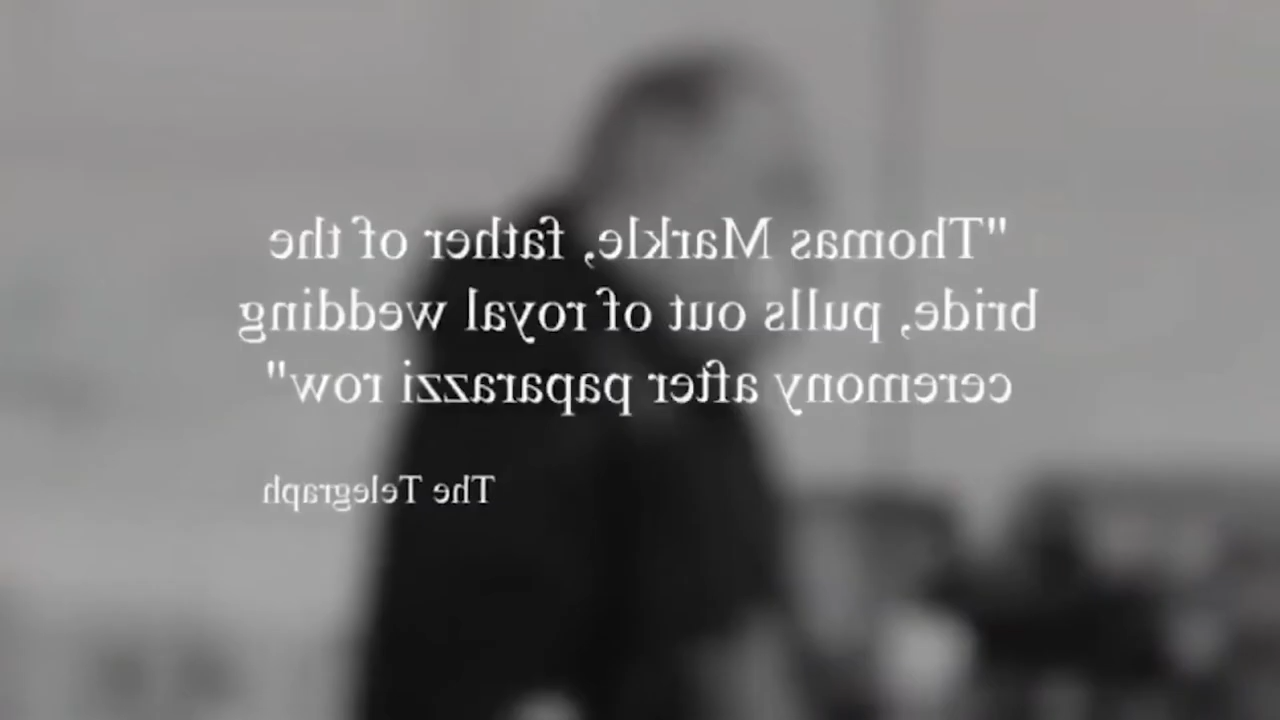 "Thomas Markle, father of the
bride, pulls out of royal wedding
ceremony after paparazzi row"
The Telegraph